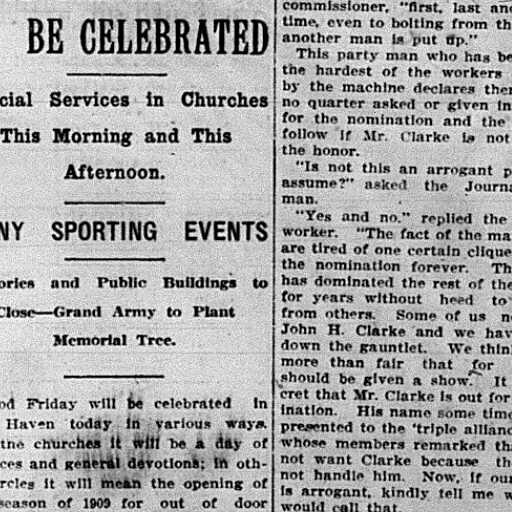 BE CELEBRATED
cial Services in Churches
This Morning and This
Afternoon.
NY SPORTING EVENTS
ories and Public Buildings to
Close—Grand Army to Plant
Memorial Tree.
od Friday will be celebrated in
Haven today in various ways.
the churches it will be a day of
ces and general devotions; in oth-
rcles it will mean the opening of
season of 1909 for out of door
commissioner, "first, last and
time, even to bolting from th
another man is put up."
This party man who has be
the hardest of the workers
by the machine declares ther
no quarter asked or given in
for the nomination and the
follow if Mr. Clarke is not
the honor.
"Is not this an arrogant p
assume?" asked the Journa
man.
"Yes and no." replied the
worker. "The fact of the ma
are tired of one certain clique
the nomination forever. Th
has dominated the rest of the
for years without heed to
from others. Some of us n
John H. Clarke and we hav
down the gauntlet. We thin
more than fair that for
should be given a show. It
cret that Mr. Clarke is out for
ination. His name some time
presented to the 'triple allianc
whose members remarked tha
not want Clarke because th
not handle him. Now, if our
is arrogant, kindly tell me w
would call that.